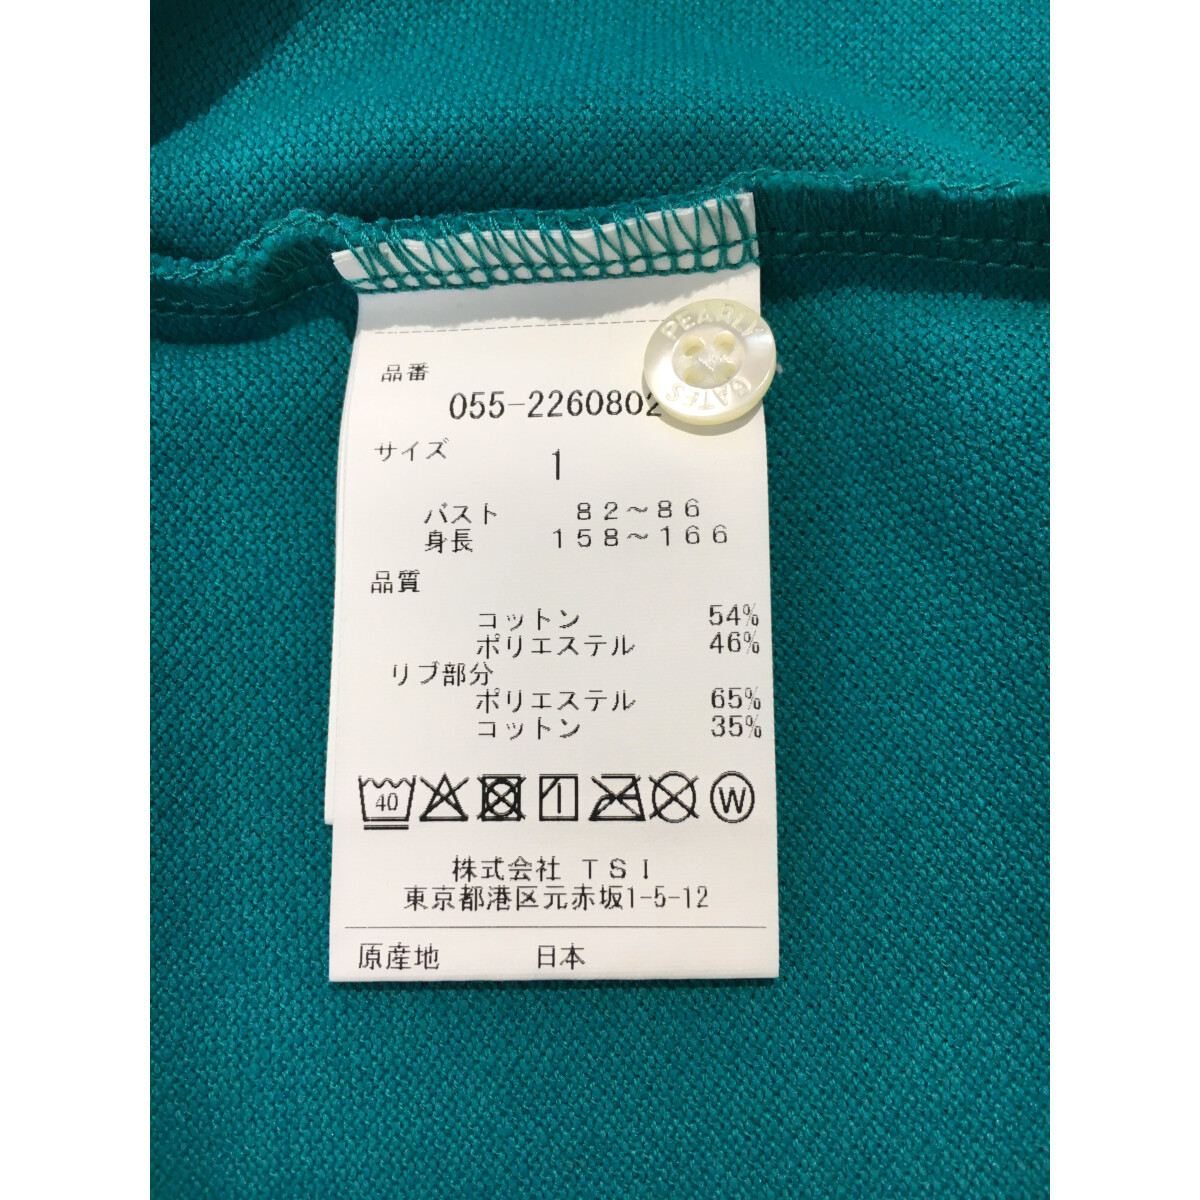 PEARLY
GATES
品番
055-2260802
サイズ 1
バスト 82～86
身長 158～166
品質
コットン 54%
ポリエステル 46%
リブ部分
ポリエステル 65%
コットン 35%
40 W
株式会社 TSI
東京都港区元赤坂1-5-12
原産地 日本